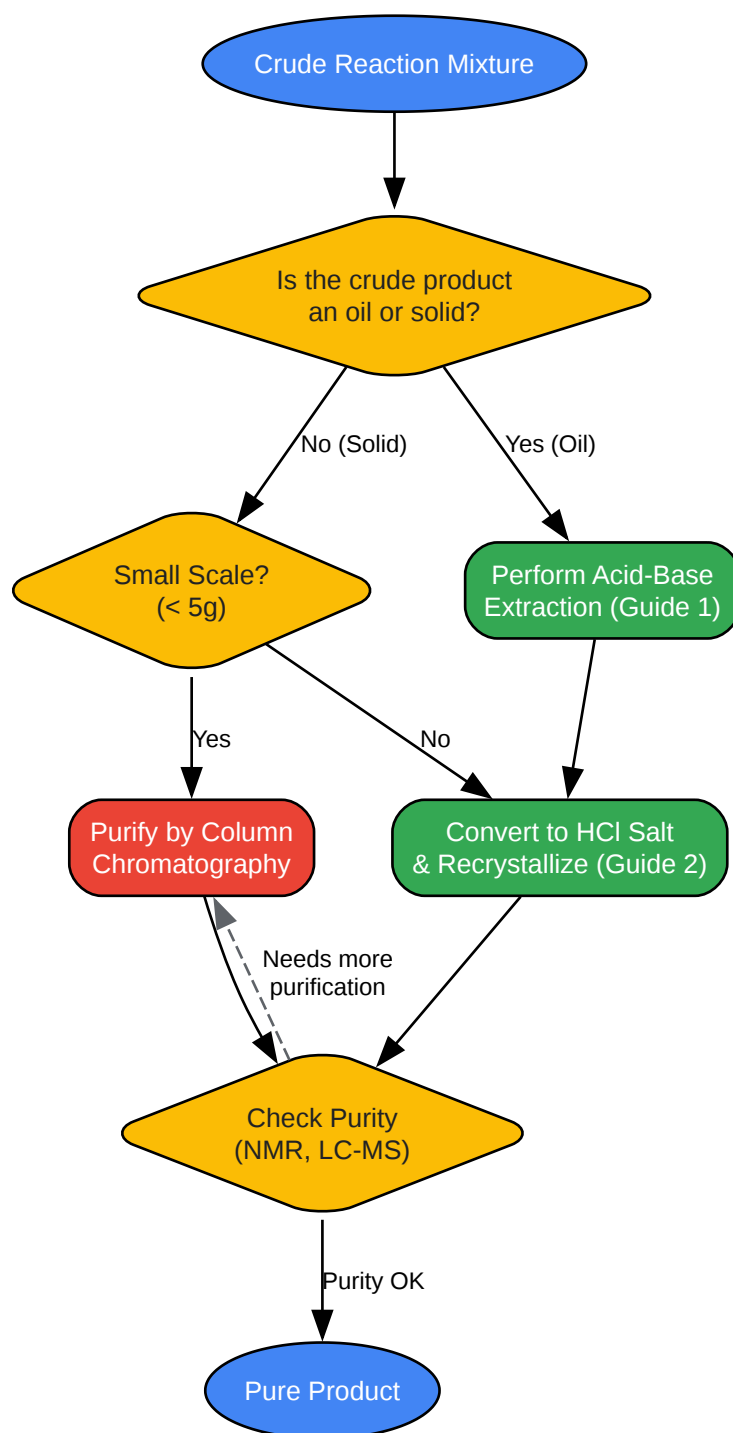 Crude Reaction Mixture
Is the crude product
an oil or solid?
No (Solid)
Yes (Oil)
Small Scale?
(< 5g)
Perform Acid-Base
Extraction (Guide 1)
Yes
No
Purify by Column
Chromatography
Convert to HCl Salt
& Recrystallize (Guide 2)
Needs more
purification
Check Purity
(NMR, LC-MS)
Purity OK
Pure Product